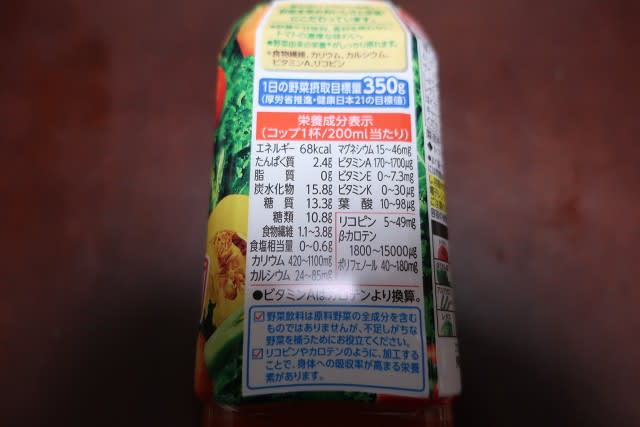 にこだわっています。
トマトの濃厚な味わい。
●野菜由来の栄養*がしっかり摂れます。
*食物繊維、カリウム、カルシウム、
ビタミンA、リコピン
1日の野菜摂取目標量350g
(厚労省推進・健康日本21の目標値)
栄養成分表示
(コップ1杯/200ml当たり)
エネルギー 68kcal
たんぱく質 2.4g
脂質 0g
炭水化物 15.8g
糖質 13.3g
糖類 10.8g
食物繊維 1.1~3.8g
食塩相当量 0~0.6g
カリウム 420~1100mg
カルシウム 24~85mg
マグネシウム 15~46mg
ビタミンA 170~1700μg
ビタミンE 0~7.3mg
ビタミンK 0~30μg
葉酸 10~98μg
リコピン 5~49mg
β-カロテン
1800~15000μg
ポリフェノール 40~180mg
●ビタミンAはカロテンより換算。
野菜飲料は原料野菜の全成分を含む
ものではありませんが、不足しがちな
野菜を補うためにお役立てください。
リコピンやカロテンのように、加工する
ことで、身体への吸収率が高まる栄養
素があります。